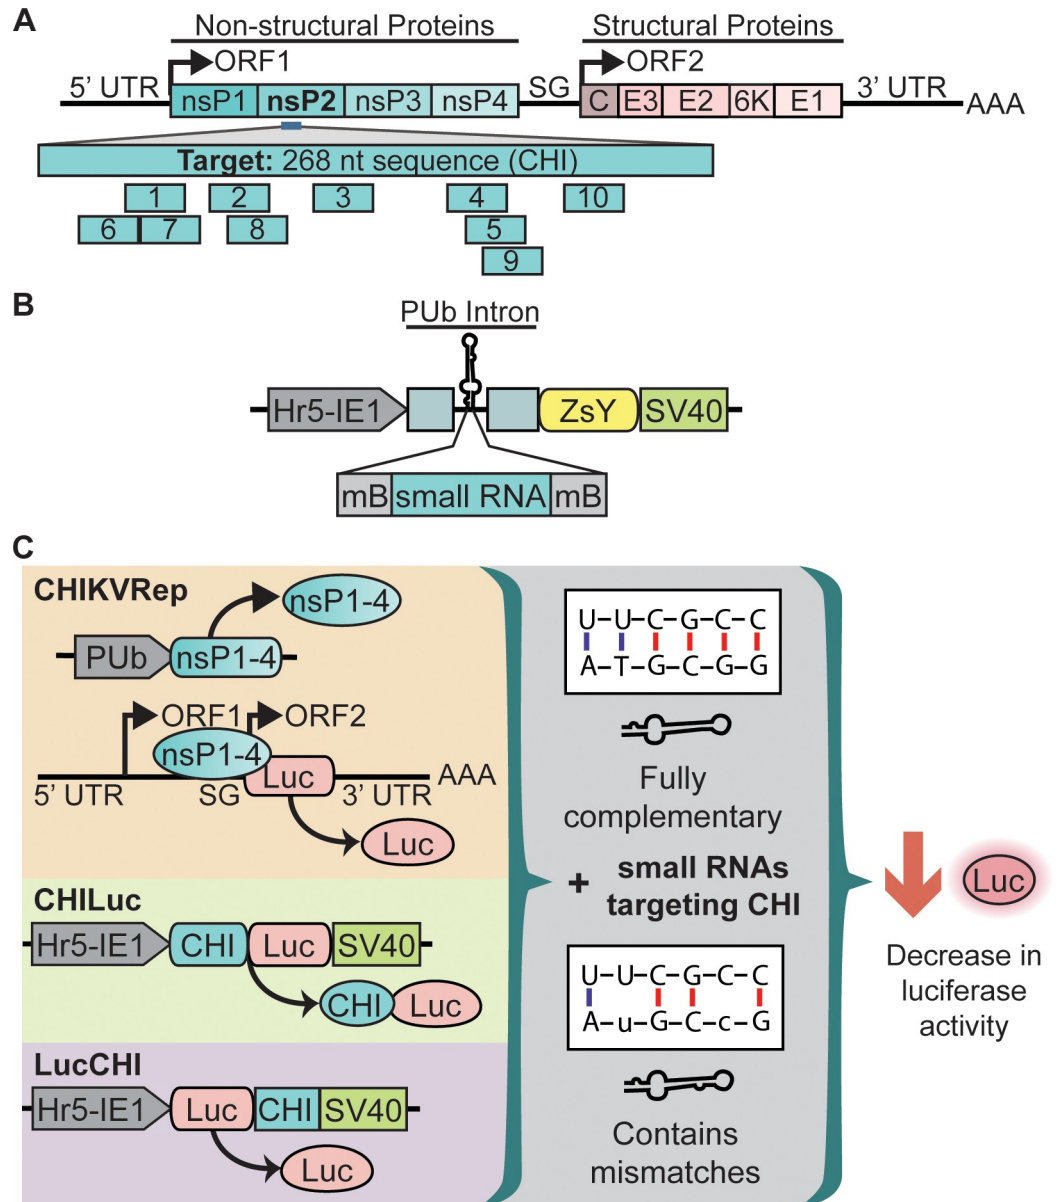 A
Non-structural Proteins
Structural Proteins
ORF1
ORF2
5’ UTR
nsP1
nsP2
nsP3
nsP4
SG
C
E3
E2
6K
E1
3’ UTR
AAA
Target: 268 nt sequence (CHI)
1
2
3
4
10
6
7
8
5
9
B
PUb Intron
Hr5-IE1
ZsY
SV40
mB
small RNA
mB
C
CHIKVRep
nsP1-4
PUb
nsP1-4
ORF1
ORF2
nsP1-4
Luc
AAA
5’ UTR
SG
3’ UTR
Luc
CHILuc
Hr5-IE1
CHI
Luc
SV40
CHI
Luc
LucCHI
Hr5-IE1
Luc
CHI
SV40
Luc
U–U–C–G–C–C
A–T–G–C–G–G
Fully
complementary
+ small RNAs
targeting CHI
U–U–C–G–C–C
A–u–G–C–c–G
Contains
mismatches
Luc
Decrease in
luciferase
activity